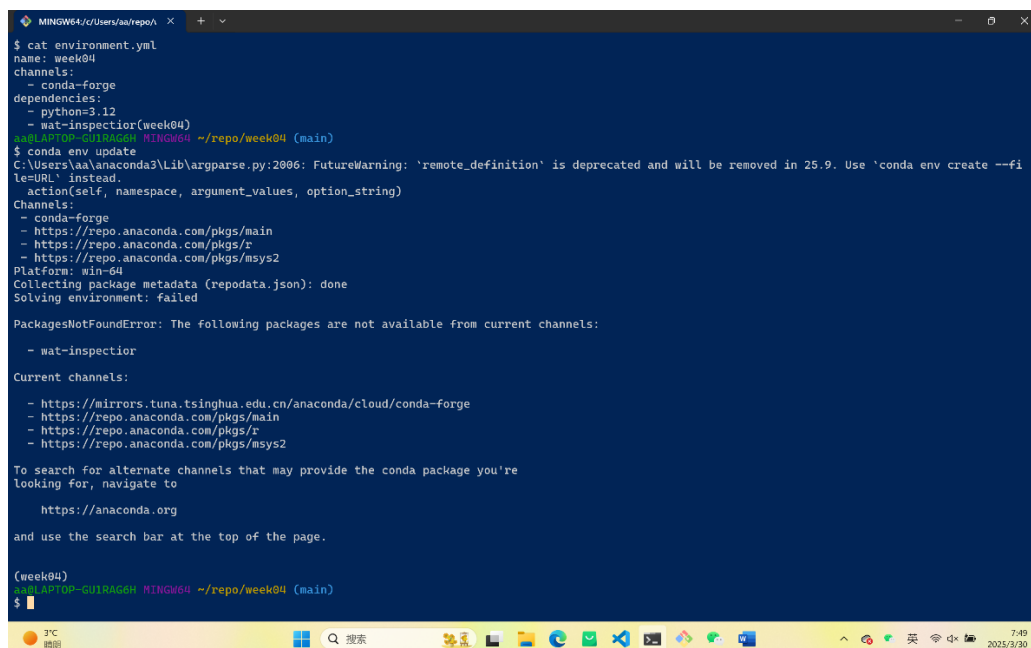 MINGW64:/c/Users/aa/repo/v
$ cat environment.yml
name: week04
channels:
  - conda-forge
dependencies:
  - python=3.12
  - wat-inspectior(week04)
aa@LAPTOP-GU1RAG6H MINGW64 ~/repo/week04 (main)
$ conda env update
C:\Users\aa\anaconda3\Lib\argparse.py:2006: FutureWarning: `remote_definition` is deprecated and will be removed in 25.9. Use `conda env create --fi
le=URL` instead.
  action(self, namespace, argument_values, option_string)
Channels:
 - conda-forge
 - https://repo.anaconda.com/pkgs/main
 - https://repo.anaconda.com/pkgs/r
 - https://repo.anaconda.com/pkgs/msys2
Platform: win-64
Collecting package metadata (repodata.json): done
Solving environment: failed
PackagesNotFoundError: The following packages are not available from current channels:
  - wat-inspectior
Current channels:
  - https://mirrors.tuna.tsinghua.edu.cn/anaconda/cloud/conda-forge
  - https://repo.anaconda.com/pkgs/main
  - https://repo.anaconda.com/pkgs/r
  - https://repo.anaconda.com/pkgs/msys2
To search for alternate channels that may provide the conda package you're
looking for, navigate to
    https://anaconda.org
and use the search bar at the top of the page.
(week04)
aa@LAPTOP-GU1RAG6H MINGW64 ~/repo/week04 (main)
$
3°C
晴朗
搜索
英
7:49
2025/3/30